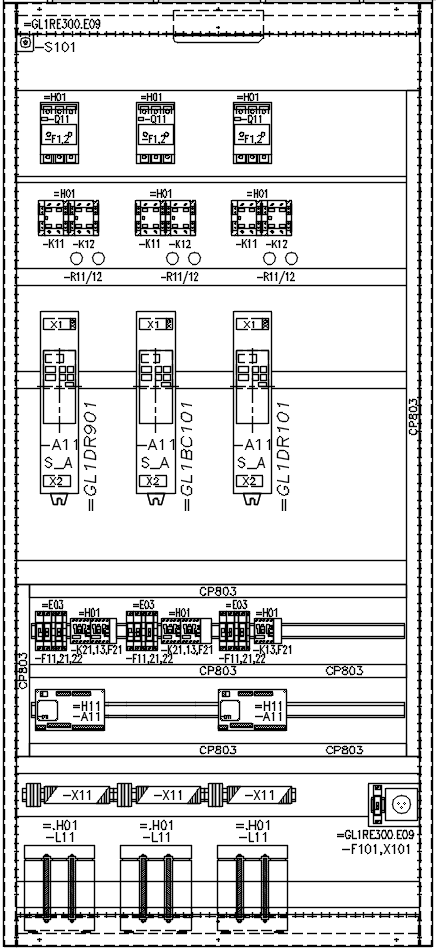 =GL1RE300.E09
-S101
=H01 =H01 =H01
-Q11 -Q11 -Q11
F1,2 F1,2 F1,2
=H01 =H01 =H01
-K11 -K12 -K11 -K12 -K11 -K12
-R11/12 -R11/12 -R11/12
X1 X1 X1
=GL1DR901
=GL1BC101
=GL1DR101
CP803
-A11 -A11 -A11
S_A S_A S_A
X2 X2 X2
CP803
=E03 =H01 =E03 =H01 =E03 =H01
-K21,13,F21 -K21,13,F21 -K13,F21
-F11,21,22 -F11,21,22 -F11,21,22
CP803
CP803 CP803
=H11 =H11
-A11 -A11
CP803 CP803
-X11 -X11 -X11
=.H01 =.H01 =.H01
-L11 -L11 -L11
=GL1RE300.E09
-F101,X101